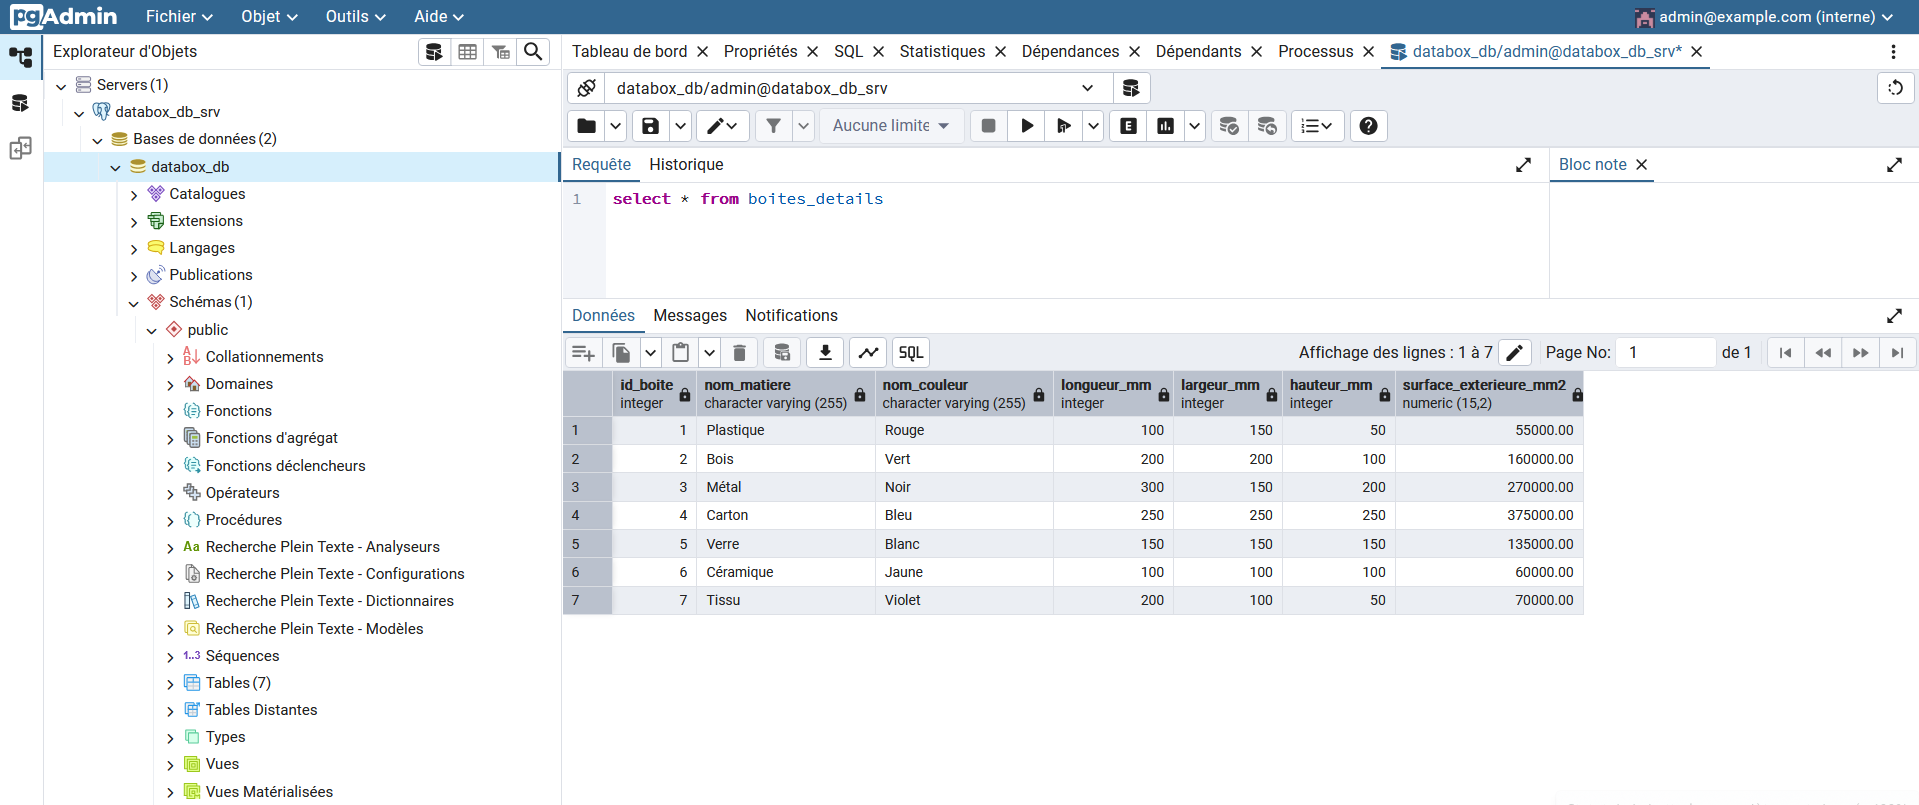 pgAdmin Fichier Objet Outils Aide admin@example.com (interne)
Explorateur d'Objets
Tableau de bord Propriétés SQL Statistiques Dépendances Dépendants Processus databox_db/admin@databox_db_srv*
Servers (1)
databox_db_srv
Bases de données (2)
databox_db
Catalogues
Extensions
Langages
Publications
Schémas (1)
public
Collationnements
Domaines
Fonctions
Fonctions d'agrégat
Fonctions déclencheurs
Opérateurs
Procédures
Aa Recherche Plein Texte - Analyseurs
Recherche Plein Texte - Configurations
Recherche Plein Texte - Dictionnaires
Recherche Plein Texte - Modèles
1..3 Séquences
Tables (7)
Tables Distantes
Types
Vues
Vues Matérialisées
databox_db/admin@databox_db_srv
Aucune limite E
Requête Historique
Bloc note
1 select * from boites_details
Données Messages Notifications
SQL Affichage des lignes : 1 à 7 Page No: 1 de 1
id_boite nom_matiere nom_couleur longueur_mm largeur_mm hauteur_mm surface_exterieure_mm2
integer character varying (255) character varying (255) integer integer integer numeric (15,2)
1 1 Plastique Rouge 100 150 50 55000.00
2 2 Bois Vert 200 200 100 160000.00
3 3 Métal Noir 300 150 200 270000.00
4 4 Carton Bleu 250 250 250 375000.00
5 5 Verre Blanc 150 150 150 135000.00
6 6 Céramique Jaune 100 100 100 60000.00
7 7 Tissu Violet 200 100 50 70000.00